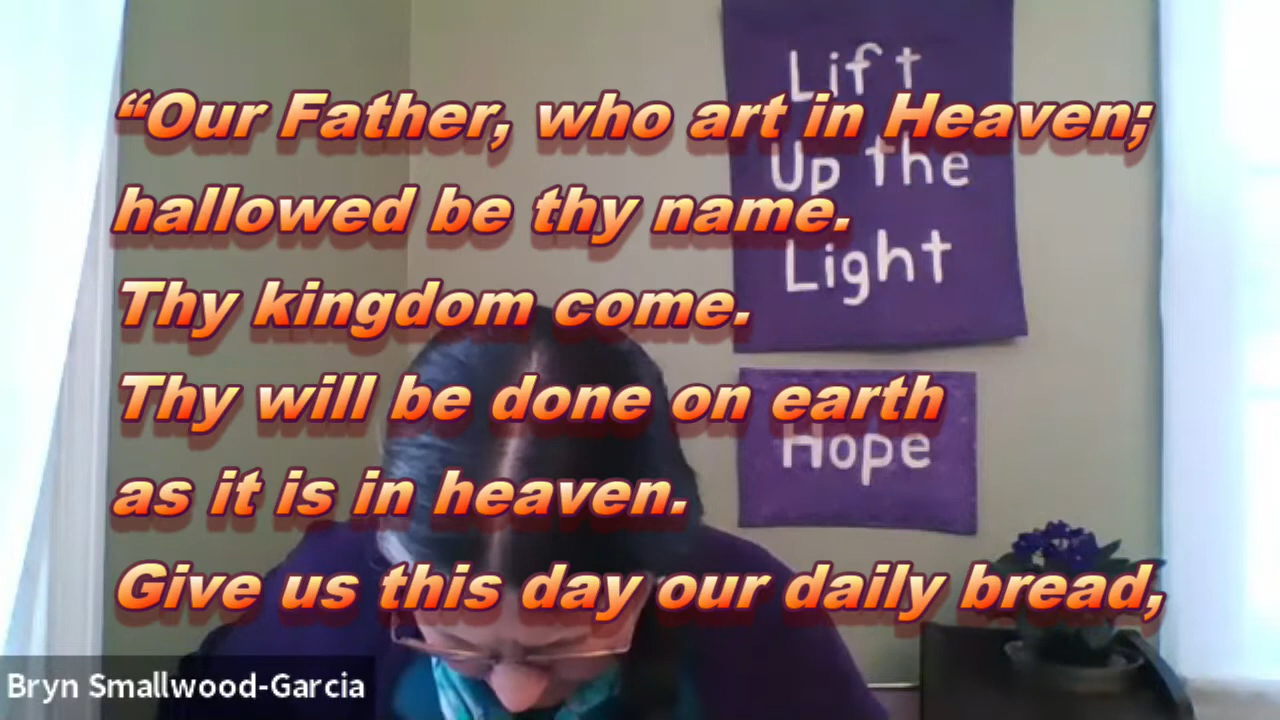 “Our Father, who art in Heaven;
hallowed be thy name.
Thy kingdom come.
Thy will be done on earth
as it is in heaven.
Give us this day our daily bread,
Lift
Up the
Light
Hope
Bryn Smallwood-Garcia